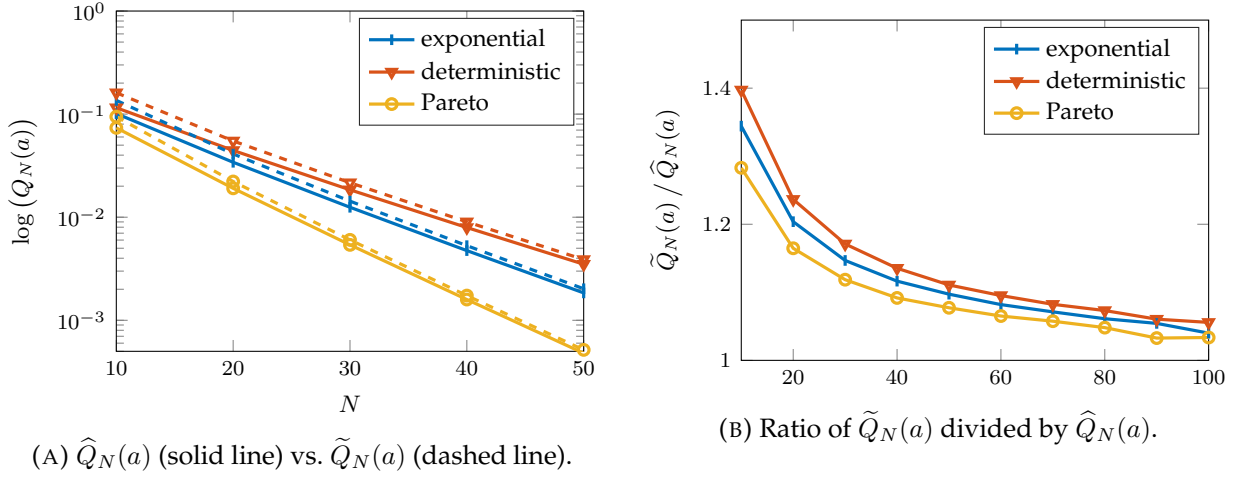 10⁰
10⁻¹
10⁻²
10⁻³
log (Q_N(a))
exponential
deterministic
Pareto
10 20 30 40 50
N
(A) Q̂_N(a) (solid line) vs. Q̃_N(a) (dashed line).
1.4
1.2
1
Q̃_N(a) / Q̂_N(a)
exponential
deterministic
Pareto
20 40 60 80 100
(B) Ratio of Q̃_N(a) divided by Q̂_N(a).